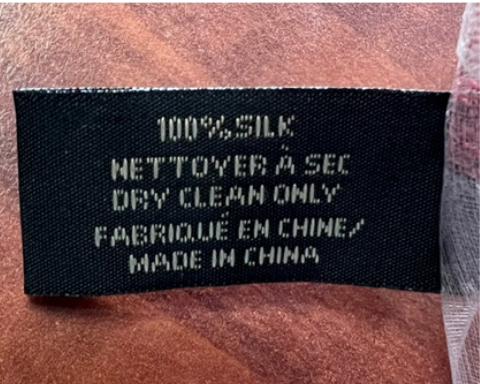 100% SILK
NETTOYER À SEC
DRY CLEAN ONLY
FABRIQUÉ EN CHINE/
MADE IN CHINA